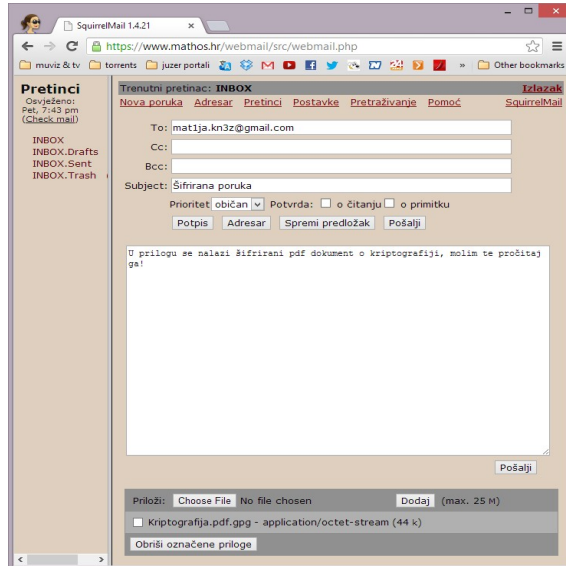 SquirrelMail 1.4.21
https://www.mathos.hr/webmail/src/webmail.php
muviz & tv torrents juzer portali » Other bookmarks
Pretinci
Osvježeno:
Pet, 7:43 pm
(Check mail)
INBOX
INBOX.Drafts
INBOX.Sent
INBOX.Trash
Trenutni pretinac: INBOX Izlazak
Nova poruka Adresar Pretinci Postavke Pretraživanje Pomoć SquirrelMail
To: mat1ja.kn3z@gmail.com
Cc:
Bcc:
Subject: Šifrirana poruka
Prioritet običan Potvrda: o čitanju o primitku
Potpis Adresar Spremi predložak Pošalji
U prilogu se nalazi šifrirani pdf dokument o kriptografiji, molim te pročitaj
ga!
Pošalji
Priloži: Choose File No file chosen Dodaj (max. 25 M)
Kriptografija.pdf.gpg - application/octet-stream (44 k)
Obriši označene priloge